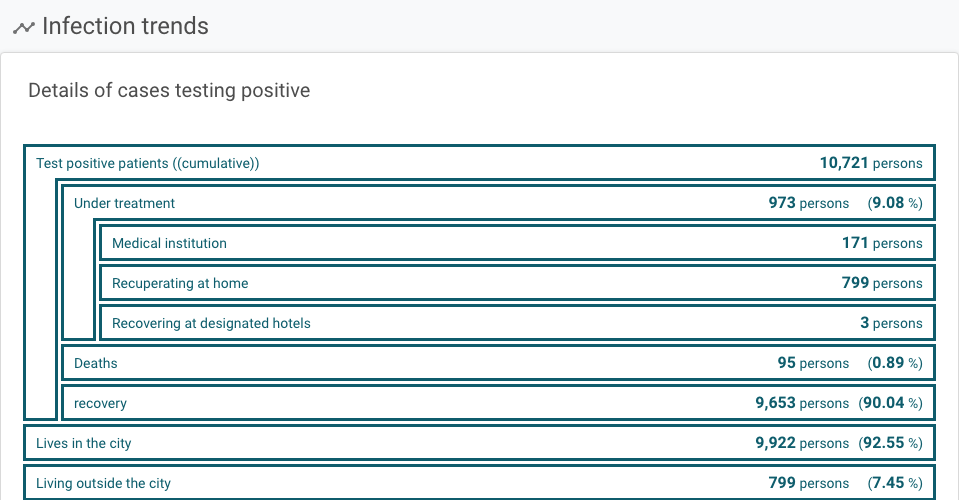 Infection trends
Details of cases testing positive
Test positive patients ((cumulative)) 10,721 persons
Under treatment 973 persons (9.08 %)
Medical institution 171 persons
Recuperating at home 799 persons
Recovering at designated hotels 3 persons
Deaths 95 persons (0.89 %)
recovery 9,653 persons (90.04 %)
Lives in the city 9,922 persons (92.55 %)
Living outside the city 799 persons (7.45 %)